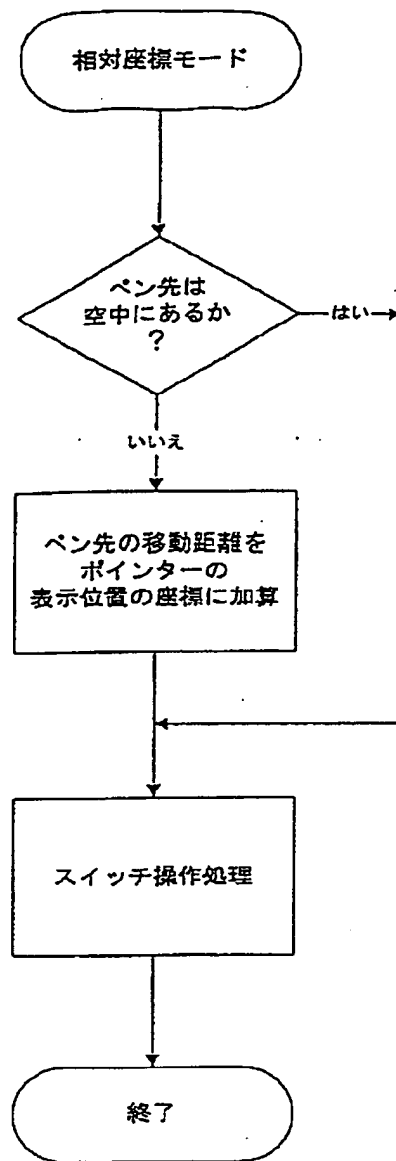 相対座標モード
ペン先は
空中にあるか
?
はい
いいえ
ペン先の移動距離を
ポインターの
表示位置の座標に加算
スイッチ操作処理
終了